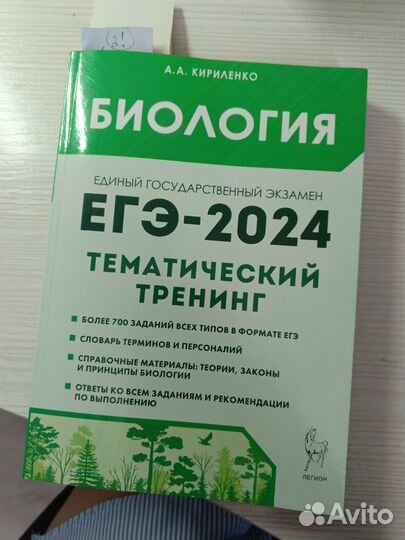 (2!)
А.А. КИРИЛЕНКО
БИОЛОГИЯ
ЕДИНЫЙ ГОСУДАРСТВЕННЫЙ ЭКЗАМЕН
ЕГЭ-2024
ТЕМАТИЧЕСКИЙ
ТРЕНИНГ
БОЛЕЕ 700 ЗАДАНИЙ ВСЕХ ТИПОВ В ФОРМАТЕ ЕГЭ
СЛОВАРЬ ТЕРМИНОВ И ПЕРСОНАЛИЙ
СПРАВОЧНЫЕ МАТЕРИАЛЫ: ТЕОРИИ, ЗАКОНЫ
И ПРИНЦИПЫ БИОЛОГИИ
ОТВЕТЫ КО ВСЕМ ЗАДАНИЯМ И РЕКОМЕНДАЦИИ
ПО ВЫПОЛНЕНИЮ
ЛЕГИОН
Avito